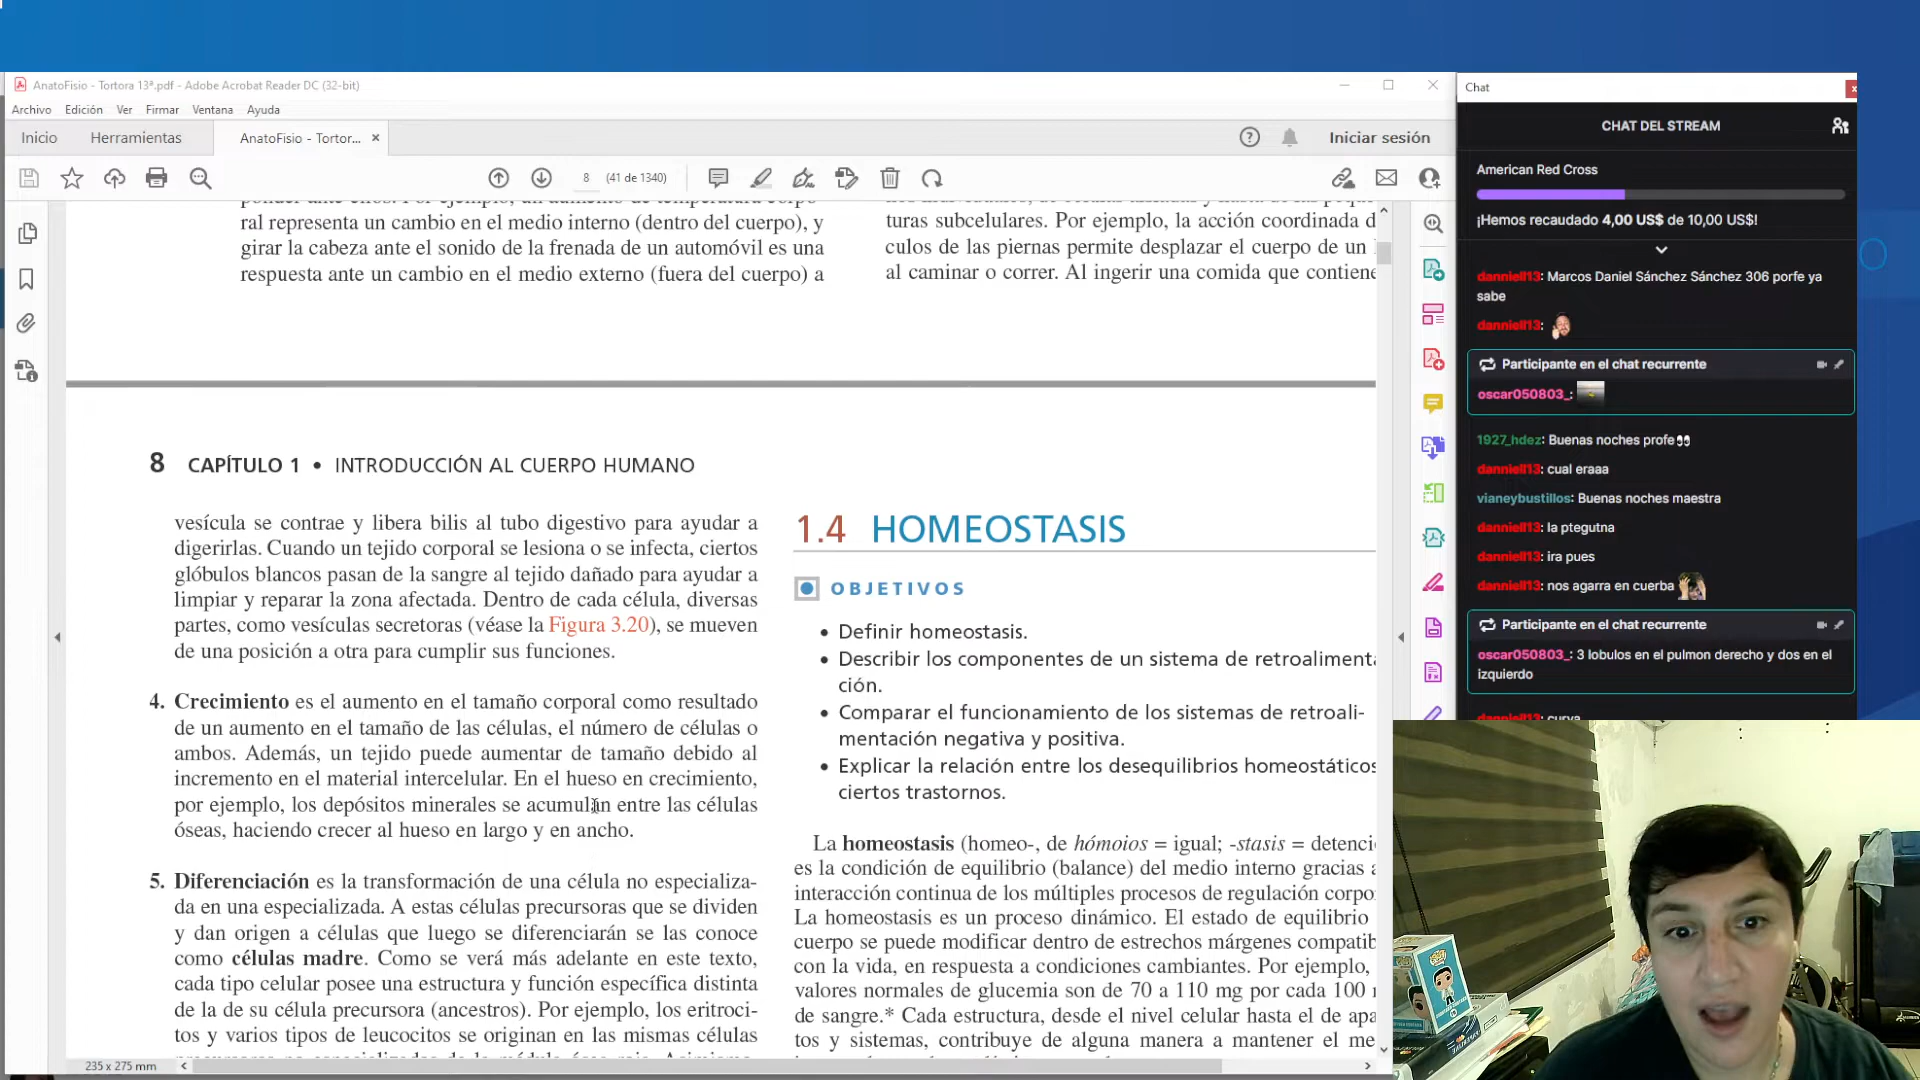 AnatoFisio - Tortora 13ª.pdf - Adobe Acrobat Reader DC (32-bit)
Archivo Edición Ver Firmar Ventana Ayuda
Inicio Herramientas AnatoFisio - Tortor... × Iniciar sesión
8 (41 de 1340)
ral representa un cambio en el medio interno (dentro del cuerpo), y
girar la cabeza ante el sonido de la frenada de un automóvil es una
respuesta ante un cambio en el medio externo (fuera del cuerpo) a
turas subcelulares. Por ejemplo, la acción coordinada d
culos de las piernas permite desplazar el cuerpo de un
al caminar o correr. Al ingerir una comida que contiene
8 CAPÍTULO 1 • INTRODUCCIÓN AL CUERPO HUMANO
vesícula se contrae y libera bilis al tubo digestivo para ayudar a
digerirlas. Cuando un tejido corporal se lesiona o se infecta, ciertos
glóbulos blancos pasan de la sangre al tejido dañado para ayudar a
limpiar y reparar la zona afectada. Dentro de cada célula, diversas
partes, como vesículas secretoras (véase la Figura 3.20), se mueven
de una posición a otra para cumplir sus funciones.
4. Crecimiento es el aumento en el tamaño corporal como resultado
de un aumento en el tamaño de las células, el número de células o
ambos. Además, un tejido puede aumentar de tamaño debido al
incremento en el material intercelular. En el hueso en crecimiento,
por ejemplo, los depósitos minerales se acumulan entre las células
óseas, haciendo crecer al hueso en largo y en ancho.
5. Diferenciación es la transformación de una célula no especializa-
da en una especializada. A estas células precursoras que se dividen
y dan origen a células que luego se diferenciarán se las conoce
como células madre. Como se verá más adelante en este texto,
cada tipo celular posee una estructura y función específica distinta
de la de su célula precursora (ancestros). Por ejemplo, los eritroci-
tos y varios tipos de leucocitos se originan en las mismas células
1.4 HOMEOSTASIS
OBJETIVOS
• Definir homeostasis.
• Describir los componentes de un sistema de retroalimenta
ción.
• Comparar el funcionamiento de los sistemas de retroali-
mentación negativa y positiva.
• Explicar la relación entre los desequilibrios homeostáticos
ciertos trastornos.
La homeostasis (homeo-, de hómoios = igual; -stasis = detenci
es la condición de equilibrio (balance) del medio interno gracias a
interacción continua de los múltiples procesos de regulación corpo
La homeostasis es un proceso dinámico. El estado de equilibrio
cuerpo se puede modificar dentro de estrechos márgenes compatib
con la vida, en respuesta a condiciones cambiantes. Por ejemplo,
valores normales de glucemia son de 70 a 110 mg por cada 100
de sangre.* Cada estructura, desde el nivel celular hasta el de apa
tos y sistemas, contribuye de alguna manera a mantener el me
235 x 275 mm
Chat
CHAT DEL STREAM
American Red Cross
¡Hemos recaudado 4,00 US$ de 10,00 US$!
danniell13: Marcos Daniel Sánchez Sánchez 306 porfe ya
sabe
danniell13:
Participante en el chat recurrente
oscar050803_:
1927_hdez: Buenas noches profe
danniell13: cual eraaa
vianeybustillos: Buenas noches maestra
danniell13: la ptegutna
danniell13: ira pues
danniell13: nos agarra en cuerba
Participante en el chat recurrente
oscar050803_: 3 lobulos en el pulmon derecho y dos en el
izquierdo